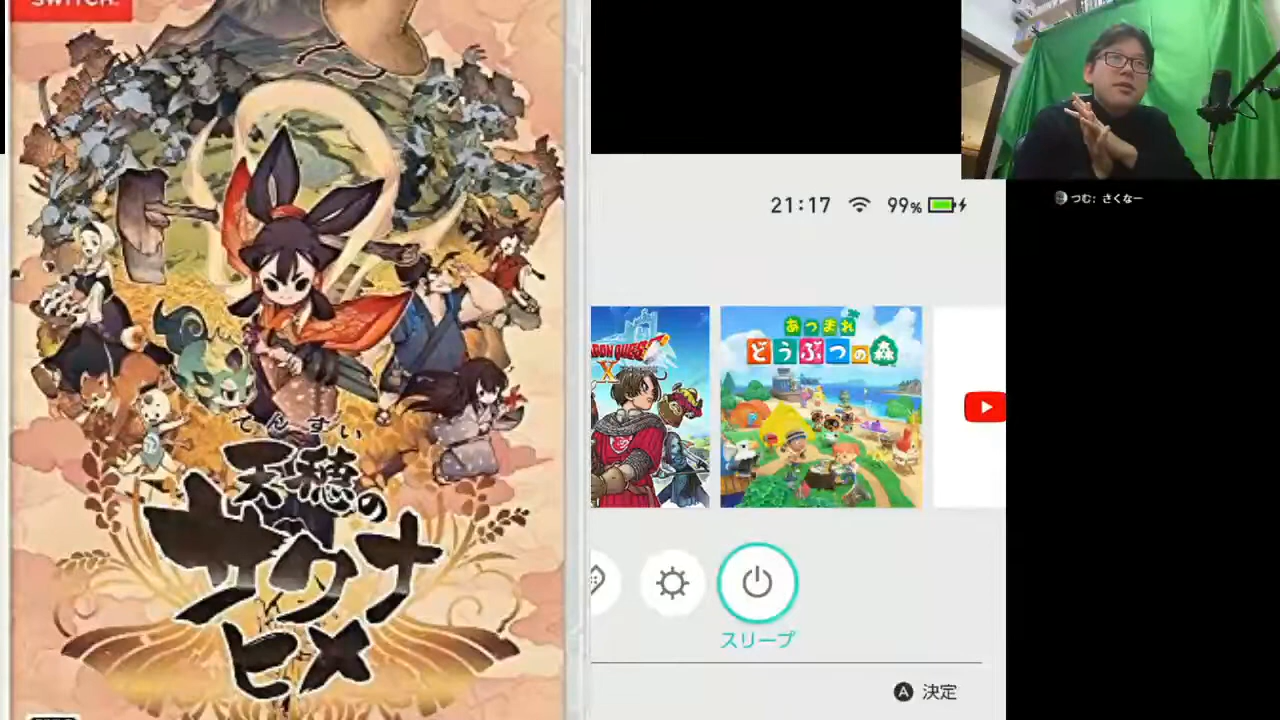 SWITCH
21:17
99%
つむ: さくなー
DRAGON QUEST
X
あつまれ
どうぶつの森
てんすい
天穂の
サクナ
ヒメ
スリープ
A 決定